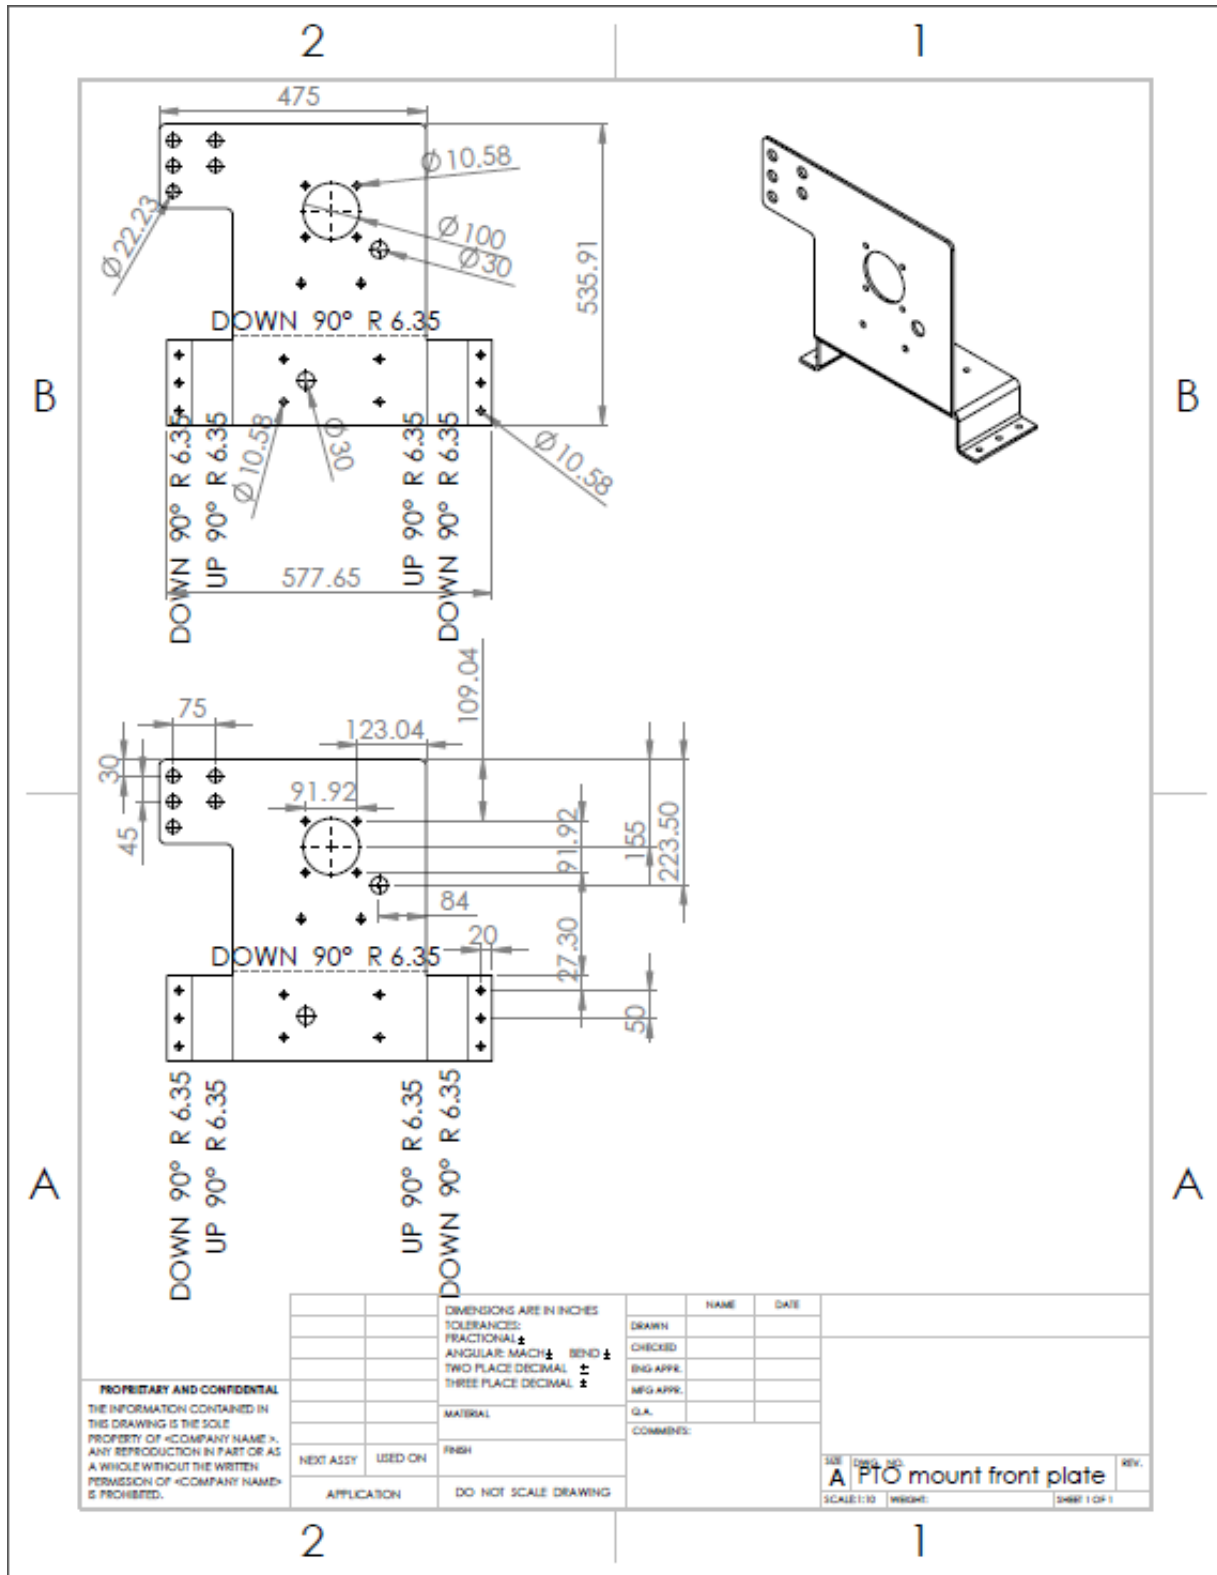 2
1
475
Ø10.58
Ø100
Ø30
Ø22.23
535.91
DOWN 90° R 6.35
B
B
Ø10.58
Ø30
Ø10.58
DOWN 90° R 6.35
UP 90° R 6.35
UP 90° R 6.35
DOWN 90° R 6.35
577.65
109.04
75
123.04
30
91.92
45
91.92
155
223.50
84
20
27.30
DOWN 90° R 6.35
50
DOWN 90° R 6.35
UP 90° R 6.35
UP 90° R 6.35
DOWN 90° R 6.35
A
A
PROPRIETARY AND CONFIDENTIAL
THE INFORMATION CONTAINED IN
THIS DRAWING IS THE SOLE
PROPERTY OF <COMPANY NAME>.
ANY REPRODUCTION IN PART OR AS
A WHOLE WITHOUT THE WRITTEN
PERMISSION OF <COMPANY NAME>
IS PROHIBITED.
NEXT ASSY
USED ON
APPLICATION
DIMENSIONS ARE IN INCHES
TOLERANCES:
FRACTIONAL ±
ANGULAR: MACH ± BEND ±
TWO PLACE DECIMAL ±
THREE PLACE DECIMAL ±
MATERIAL
FINISH
DO NOT SCALE DRAWING
NAME
DATE
DRAWN
CHECKED
ENG APPR.
MFG APPR.
Q.A.
COMMENTS:
SIZE
A
DWG. NO.
PTO mount front plate
REV.
SCALE:1:10
WEIGHT:
SHEET 1 OF 1
2
1